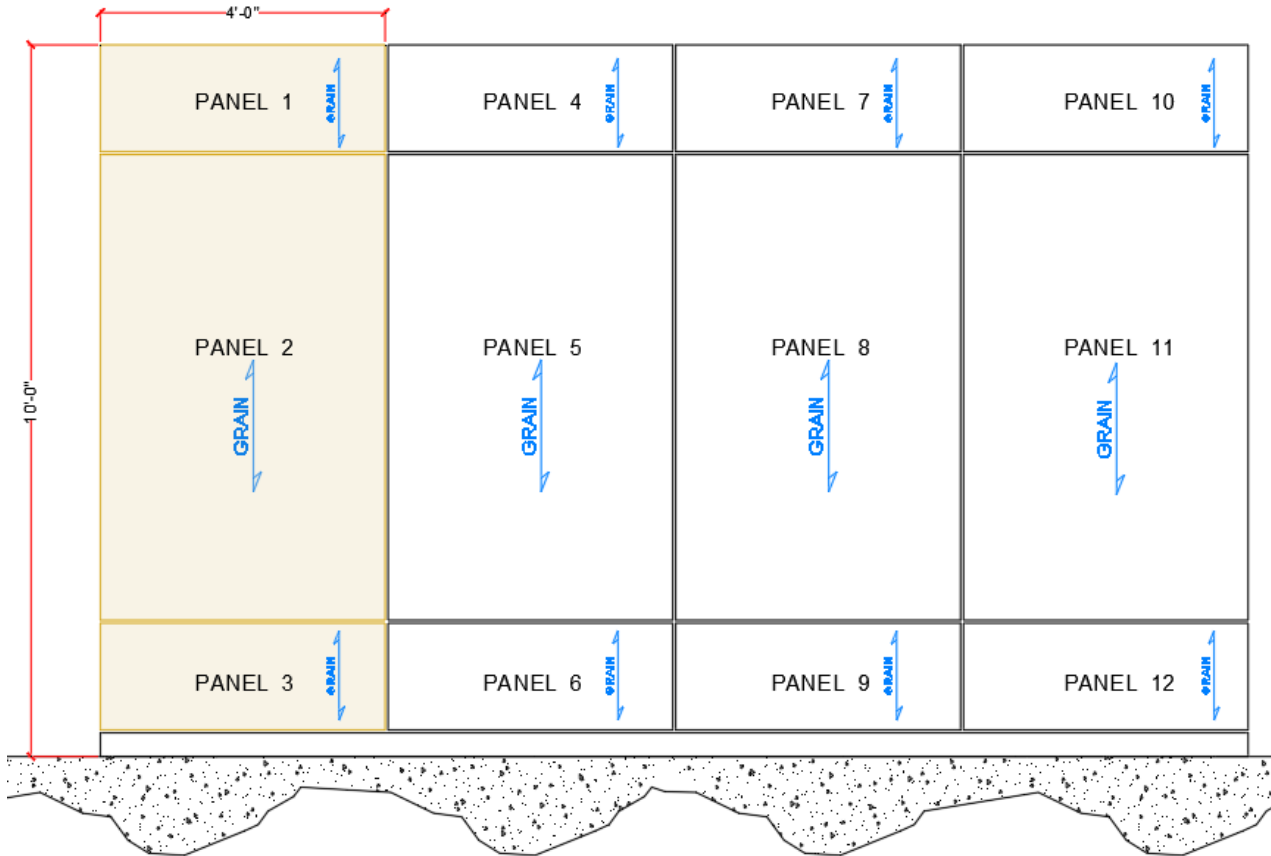 4'-0"
10'-0"
PANEL 1
GRAIN
PANEL 4
GRAIN
PANEL 7
GRAIN
PANEL 10
GRAIN
PANEL 2
GRAIN
PANEL 5
GRAIN
PANEL 8
GRAIN
PANEL 11
GRAIN
PANEL 3
GRAIN
PANEL 6
GRAIN
PANEL 9
GRAIN
PANEL 12
GRAIN